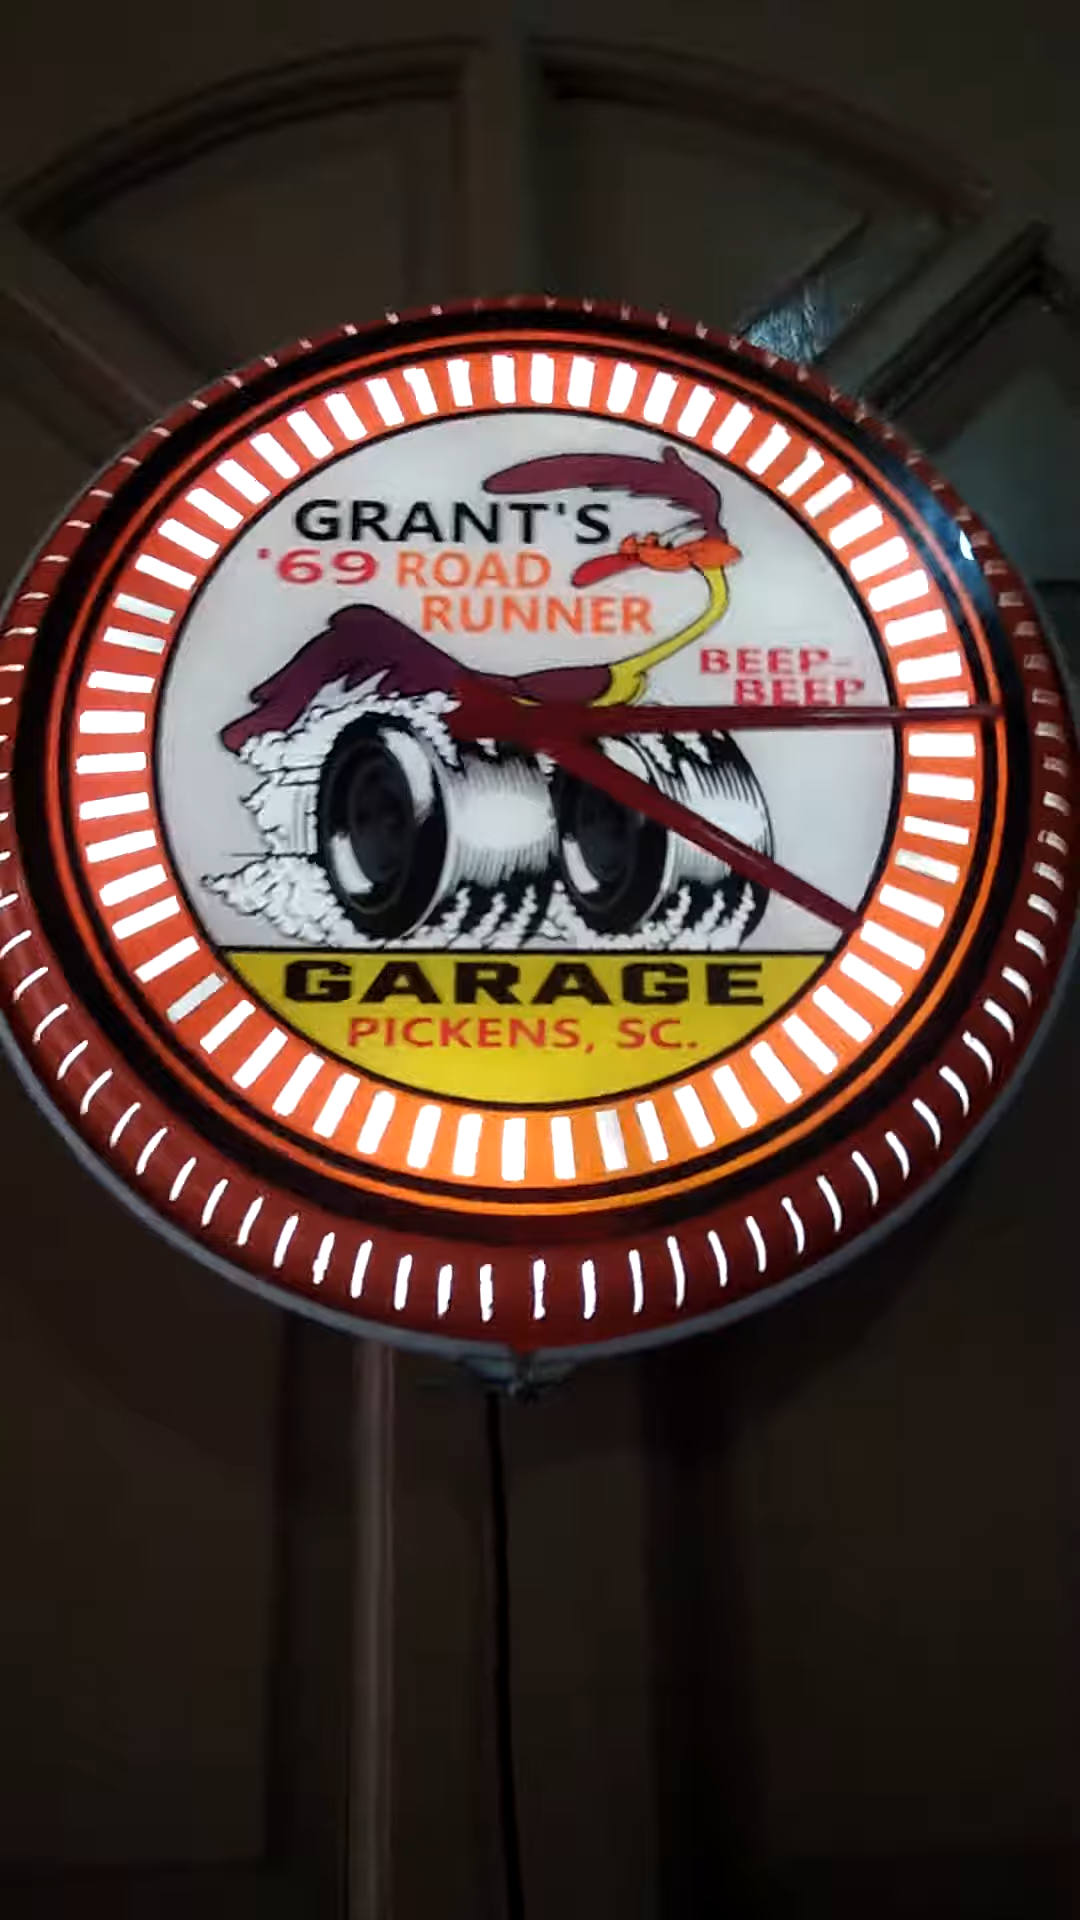 GRANT'S
'69 ROAD
RUNNER
BEEP-
BEEP
GARAGE
PICKENS, SC.